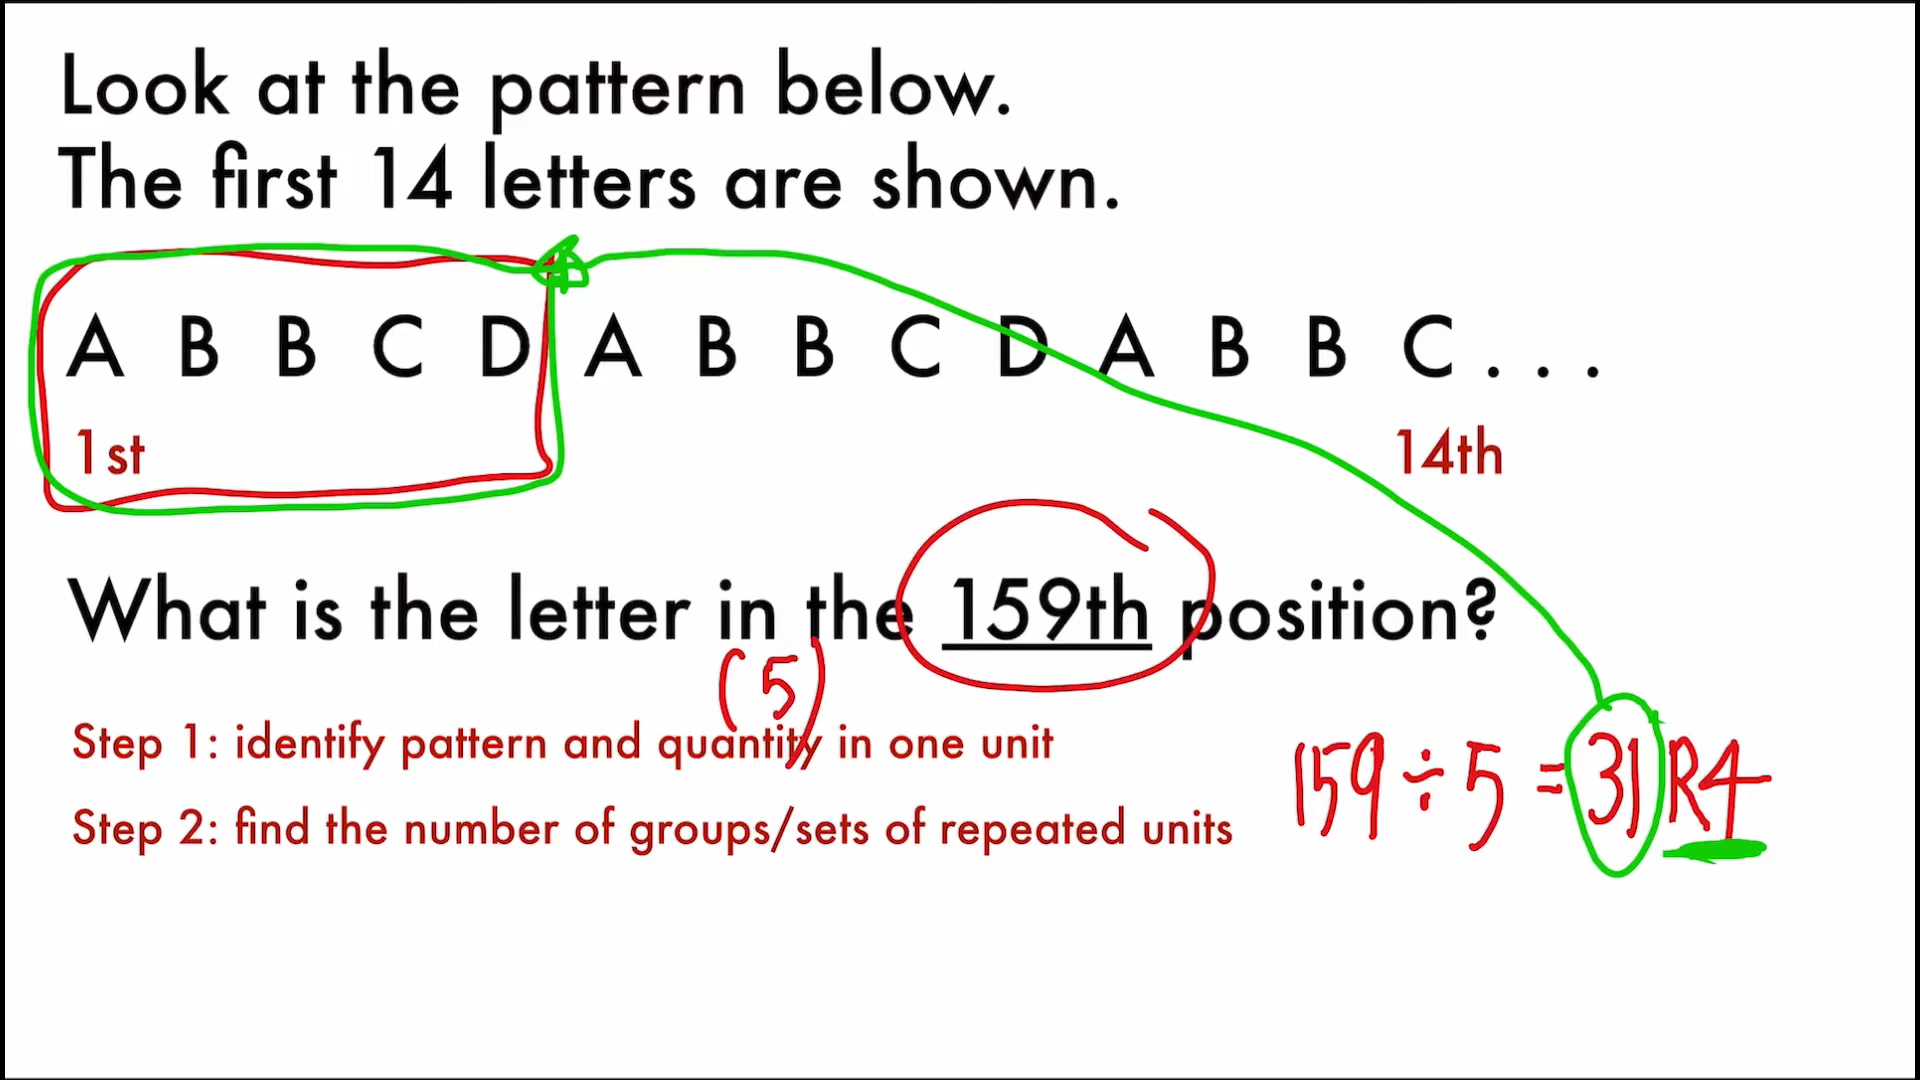 Look at the pattern below.
The first 14 letters are shown.
A B B C D A B B C D A B B C . . .
1st 14th
What is the letter in the 159th position?
(5)
Step 1: identify pattern and quantity in one unit
159 ÷ 5 = 31 R4
Step 2: find the number of groups/sets of repeated units